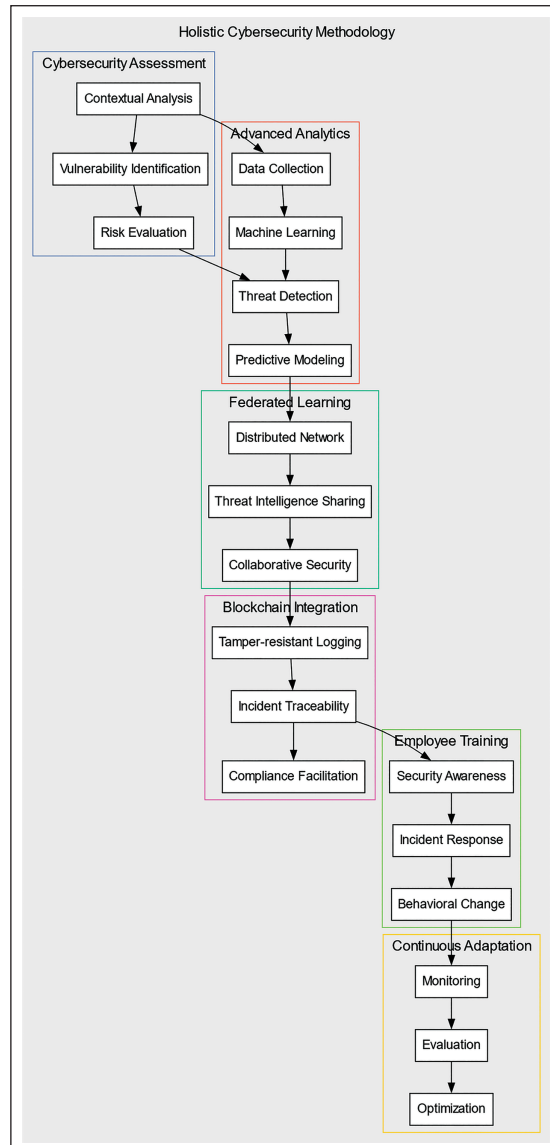 Holistic Cybersecurity Methodology
Cybersecurity Assessment
Contextual Analysis
Vulnerability Identification
Risk Evaluation
Advanced Analytics
Data Collection
Machine Learning
Threat Detection
Predictive Modeling
Federated Learning
Distributed Network
Threat Intelligence Sharing
Collaborative Security
Blockchain Integration
Tamper-resistant Logging
Incident Traceability
Compliance Facilitation
Employee Training
Security Awareness
Incident Response
Behavioral Change
Continuous Adaptation
Monitoring
Evaluation
Optimization